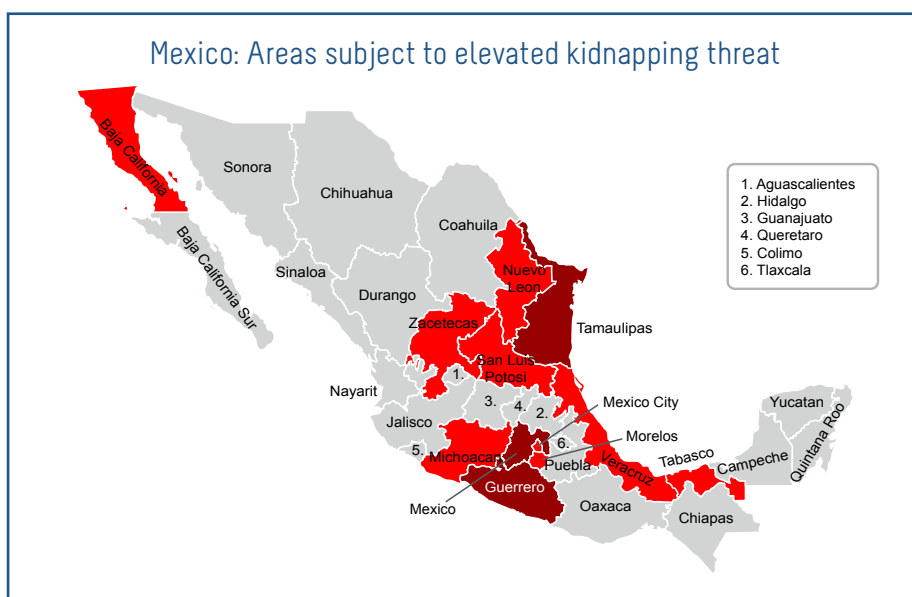 Mexico: Areas subject to elevated kidnapping threat
Baja California
Sonora
Chihuahua
Coahuila
1. Aguascalientes
2. Hidalgo
3. Guanajuato
4. Queretaro
5. Colimo
6. Tlaxcala
Baja California Sur
Sinaloa
Durango
Nuevo
Leon
Zacetecas
Tamaulipas
San Luis
Potosi
Nayarit
1.
Jalisco
3.
4.
2.
Mexico City
Yucatan
Quintana Roo
5.
Michoacan
6.
Morelos
Puebla
Veracruz
Tabasco
Campeche
Mexico
Guerrero
Oaxaca
Chiapas